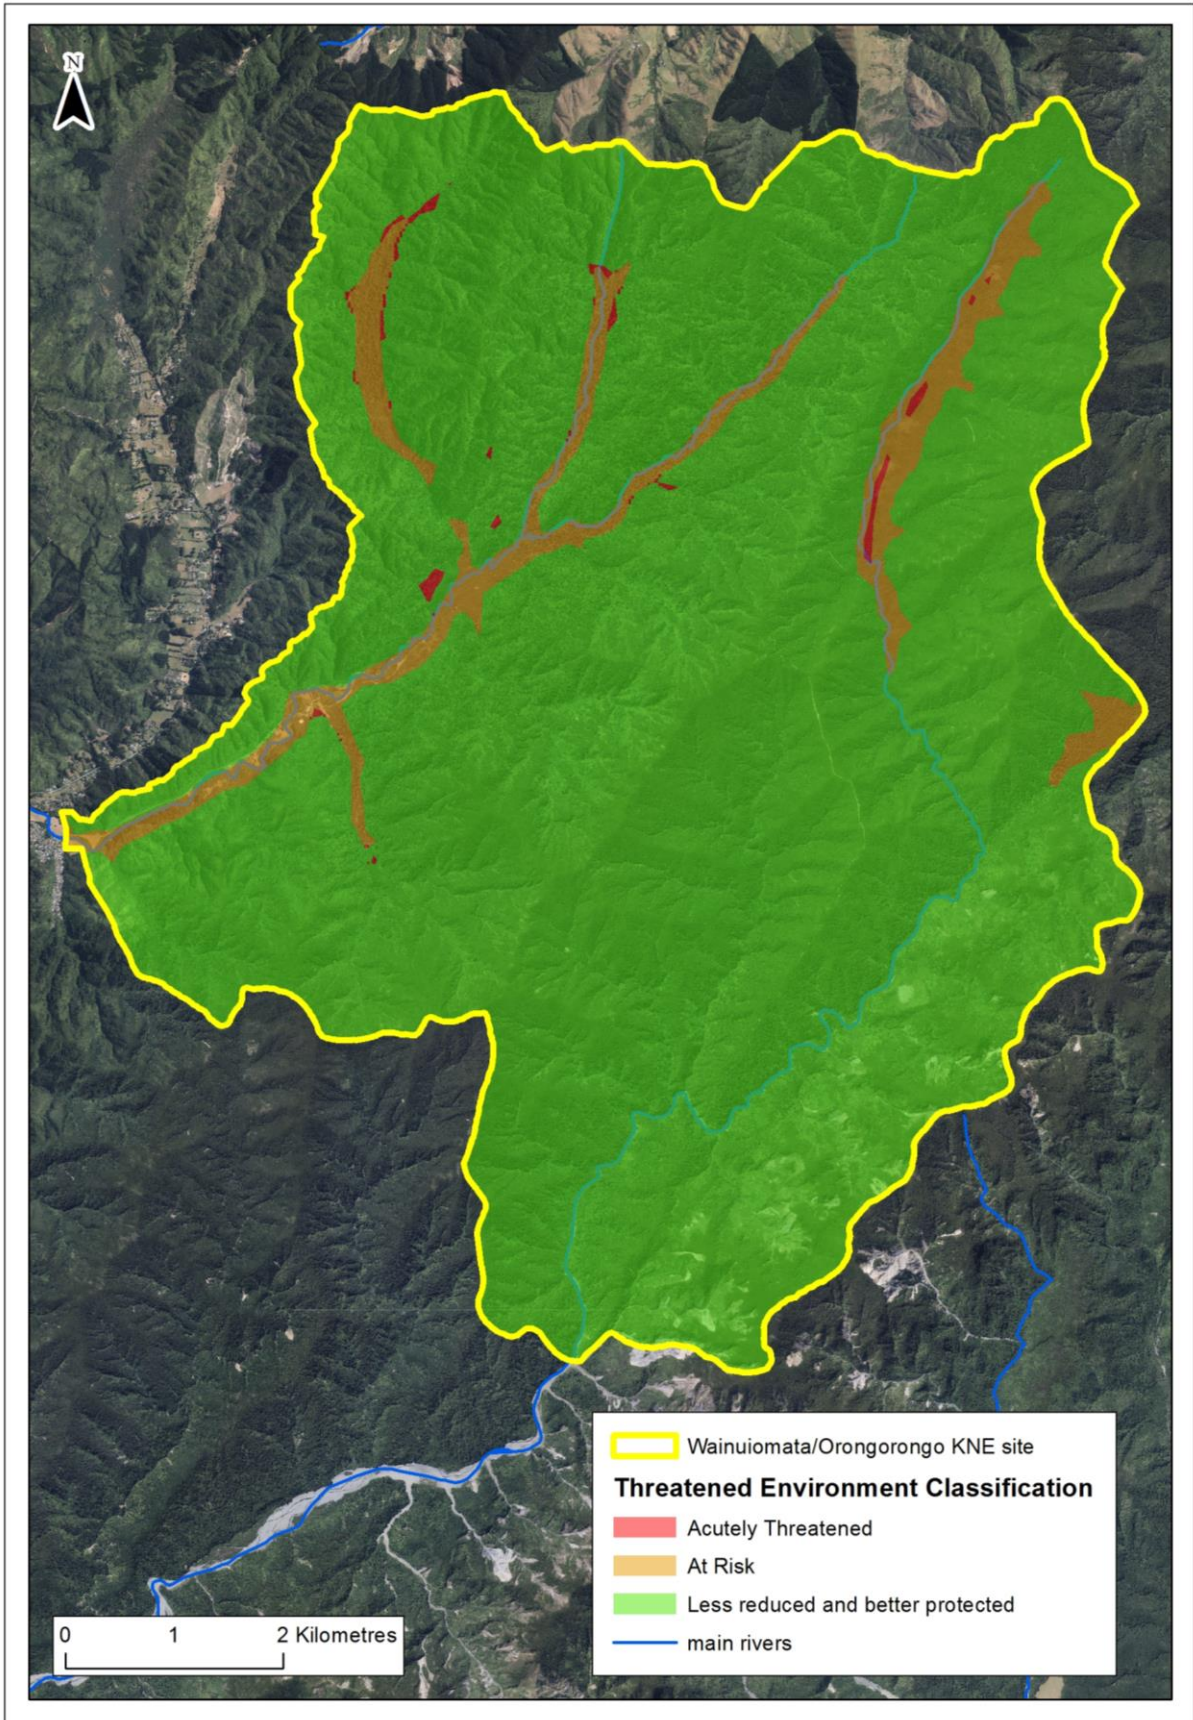 N
Wainuiomata/Orongorongo KNE site
Threatened Environment Classification
Acutely Threatened
At Risk
Less reduced and better protected
main rivers
0 1 2 Kilometres